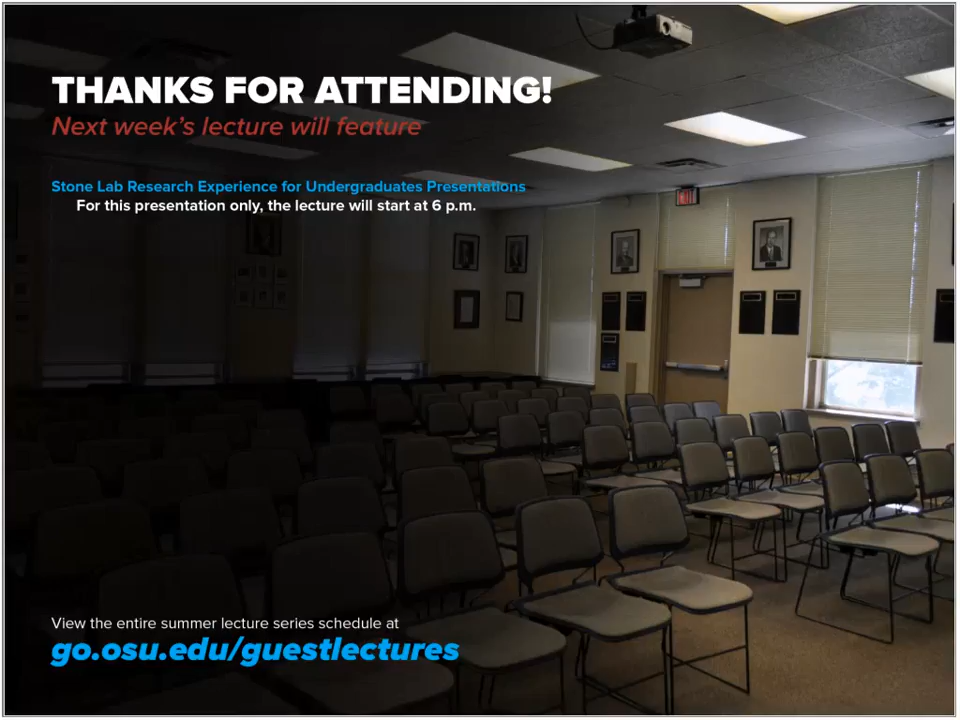 THANKS FOR ATTENDING!
Next week's lecture will feature
Stone Lab Research Experience for Undergraduates Presentations
For this presentation only, the lecture will start at 6 p.m.
View the entire summer lecture series schedule at
go.osu.edu/guestlectures